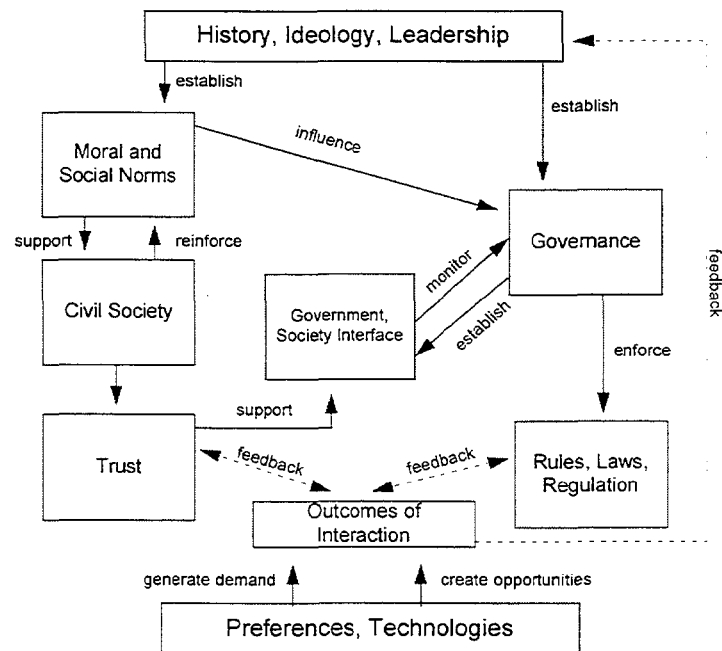 History, Ideology, Leadership
establish
establish
Moral and
Social Norms
influence
support
reinforce
Governance
monitor
feedback
Civil Society
Government,
Society Interface
establish
enforce
support
Trust
feedback
feedback
Rules, Laws,
Regulation
Outcomes of
Interaction
generate demand
create opportunities
Preferences, Technologies